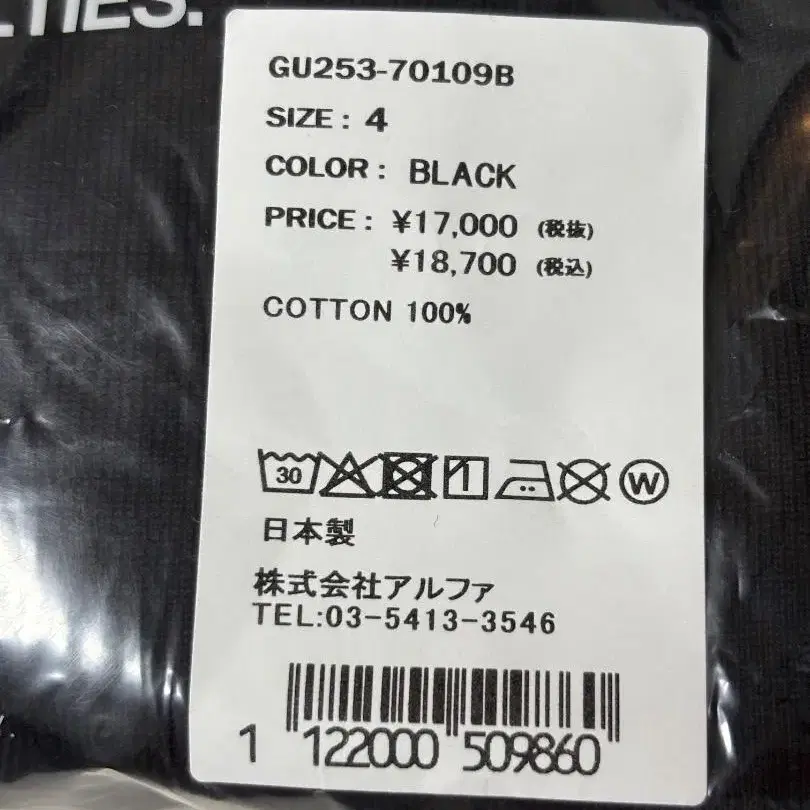 TIES.
GU253-70109B
SIZE : 4
COLOR : BLACK
PRICE : ¥17,000 (税抜)
¥18,700 (税込)
COTTON 100%
30 W
日本製
株式会社アルファ
TEL:03-5413-3546
1 122000 509860